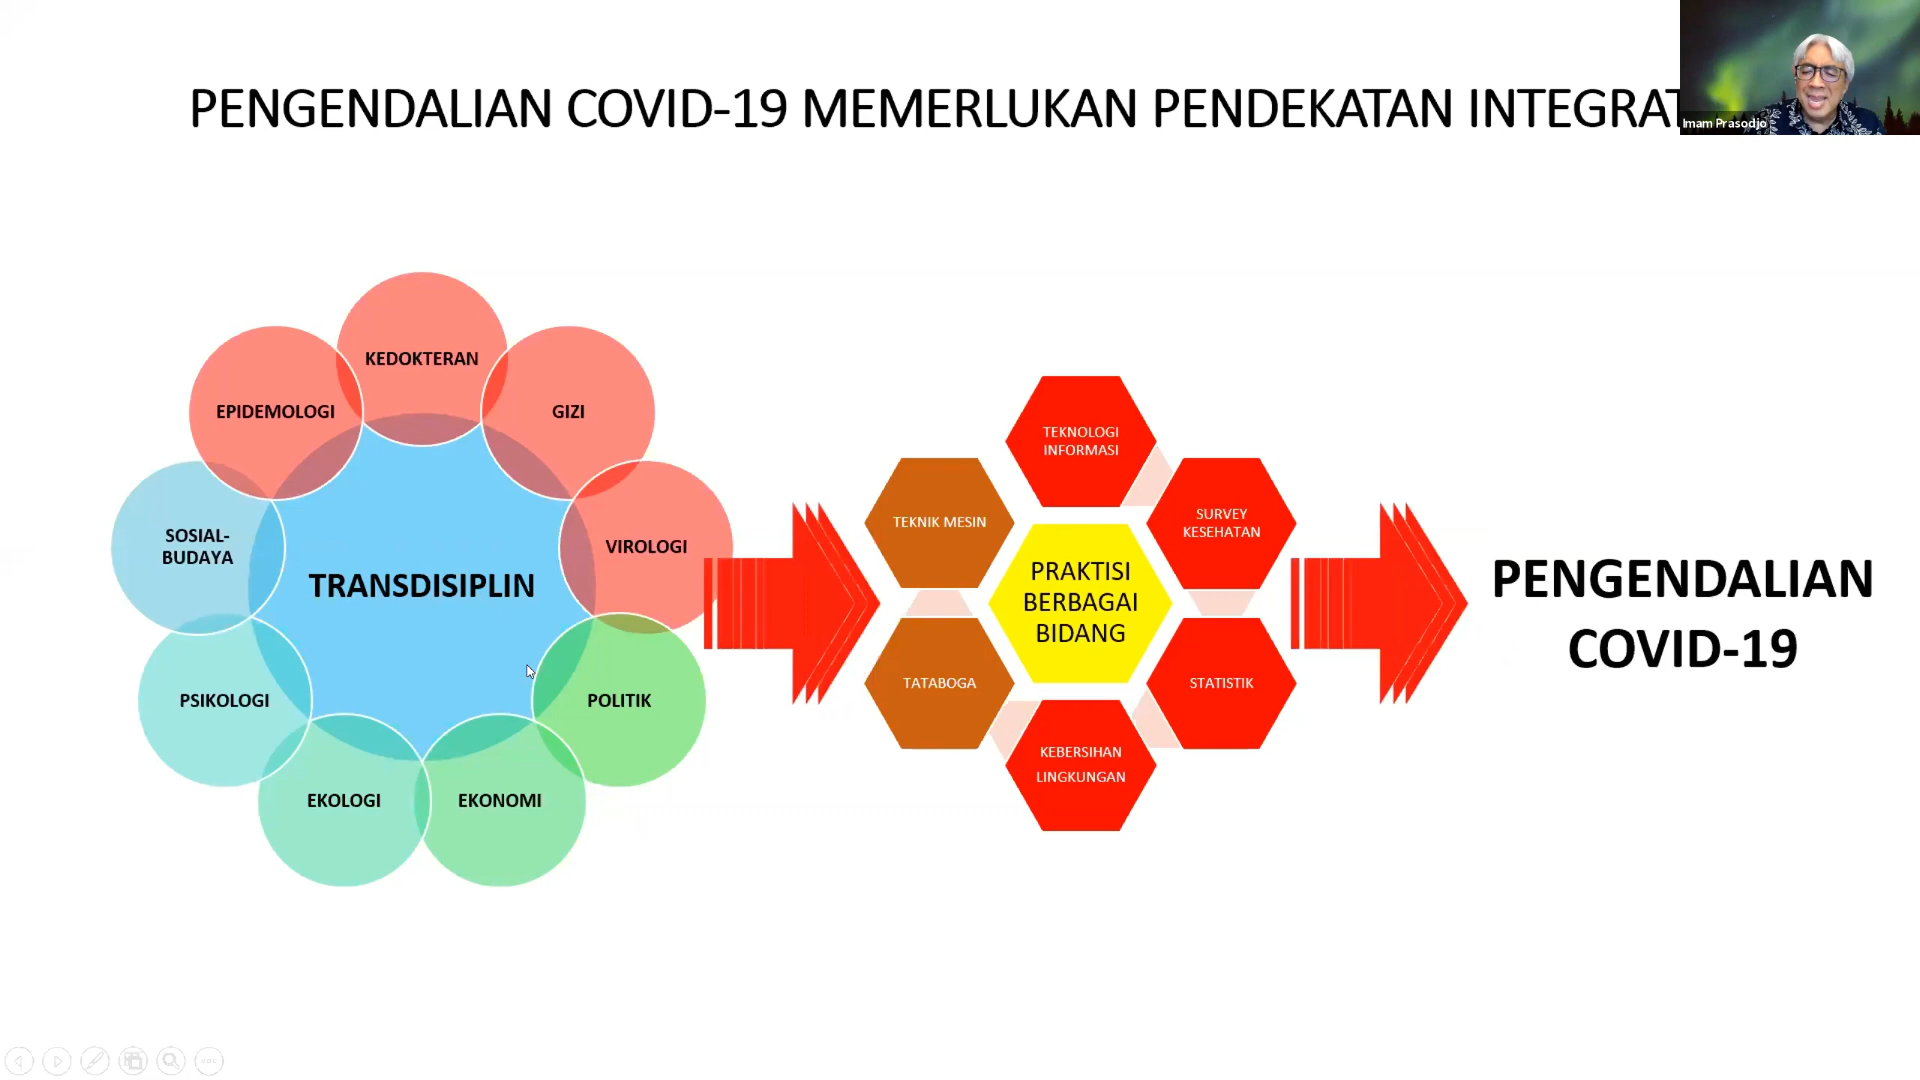 PENGENDALIAN COVID-19 MEMERLUKAN PENDEKATAN INTEGRAT
Imam Prasodjo
KEDOKTERAN
EPIDEMOLOGI
GIZI
SOSIAL-
BUDAYA
VIROLOGI
TRANSDISIPLIN
PSIKOLOGI
POLITIK
EKOLOGI
EKONOMI
TEKNOLOGI
INFORMASI
TEKNIK MESIN
SURVEY
KESEHATAN
PRAKTISI
BERBAGAI
BIDANG
TATABOGA
STATISTIK
KEBERSIHAN
LINGKUNGAN
PENGENDALIAN
COVID-19